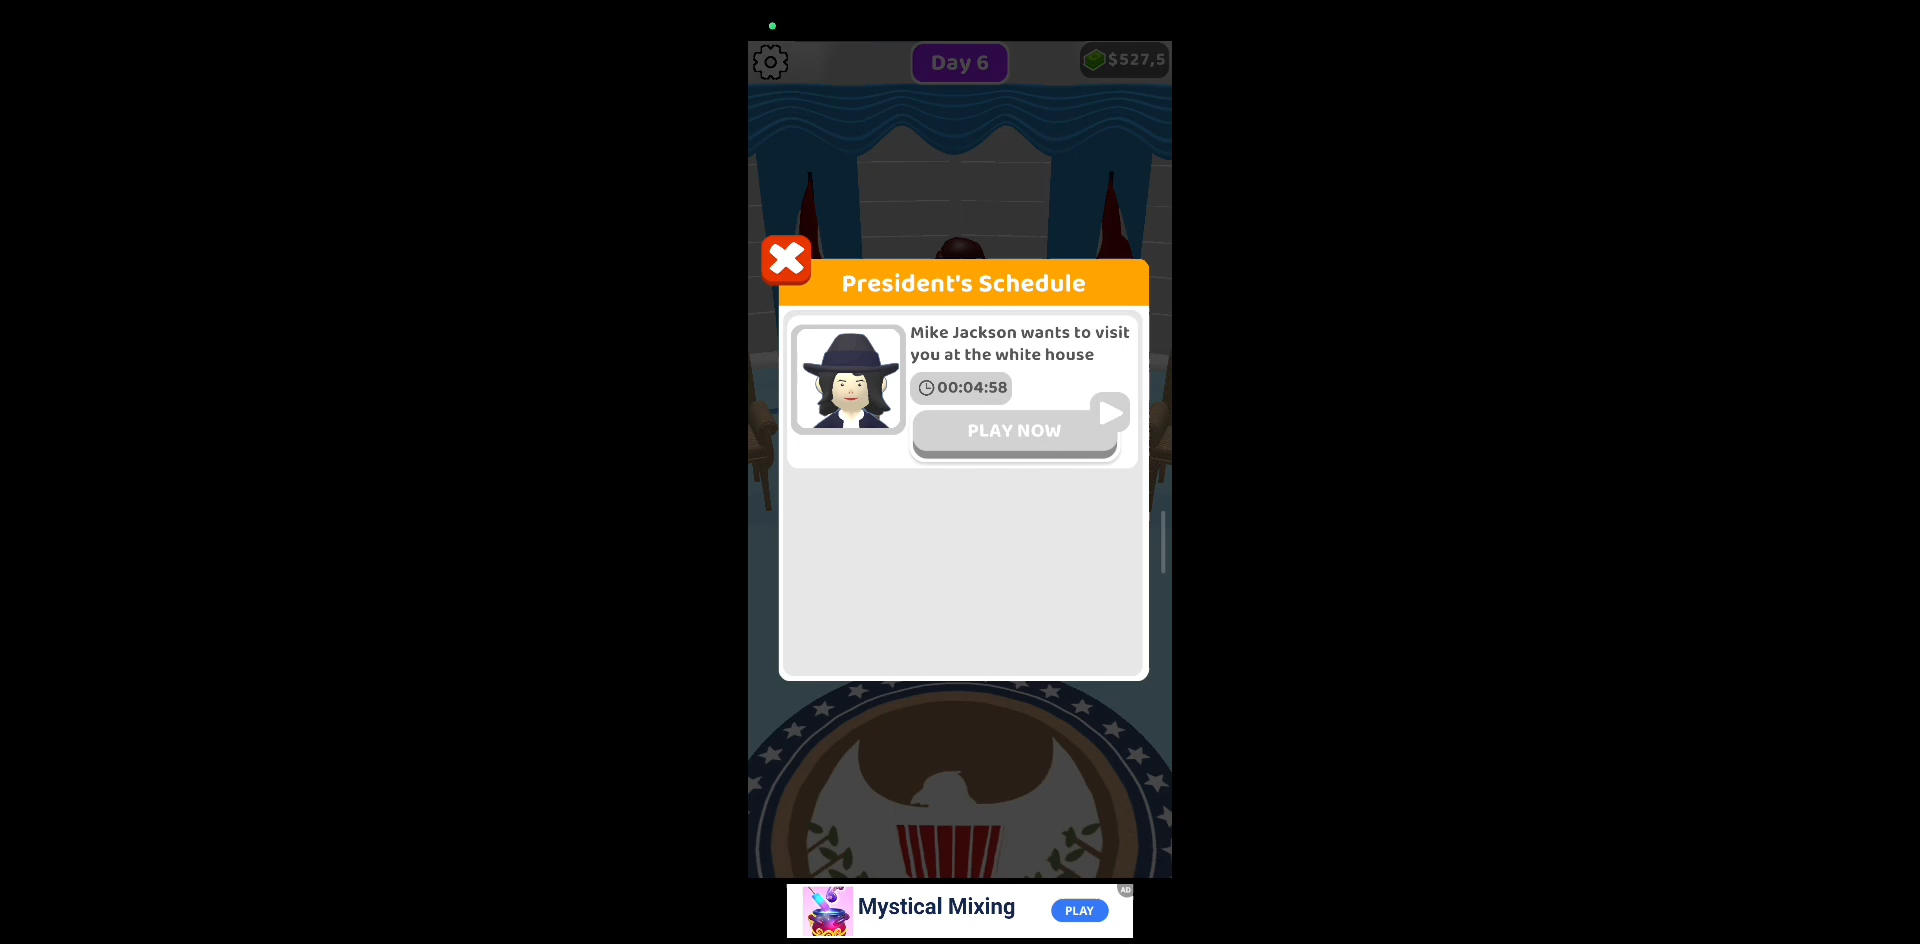 Day 6
$527,5
President's Schedule
Mike Jackson wants to visit
you at the white house
00:04:58
PLAY NOW
Mystical Mixing
PLAY
AD